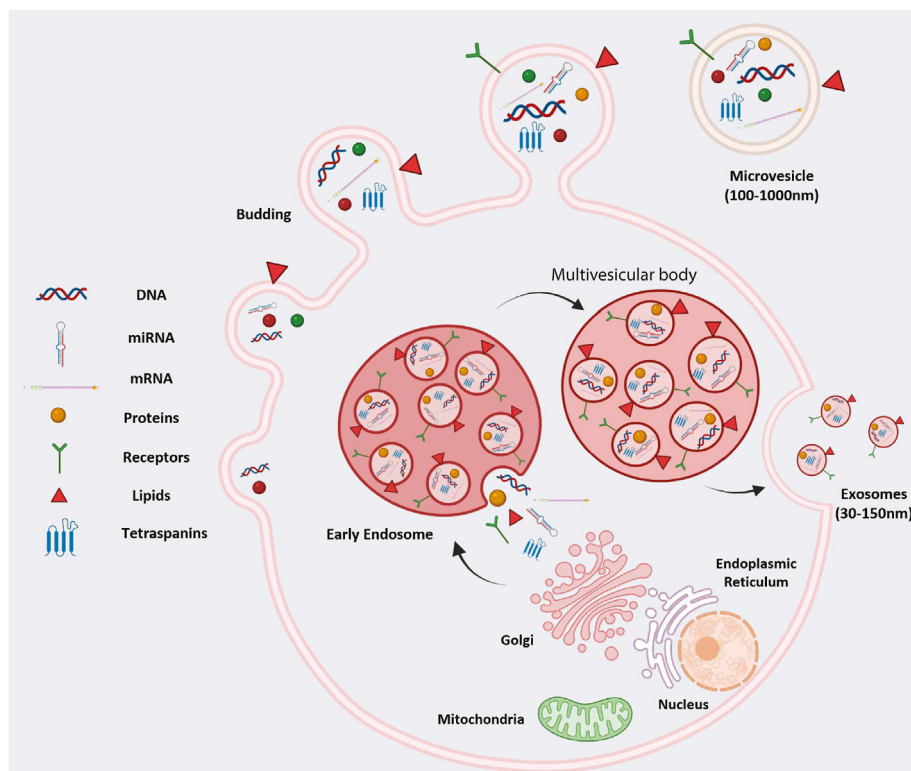 Microvesicle
(100-1000nm)
Budding
Multivesicular body
DNA
miRNA
mRNA
Proteins
Receptors
Lipids
Tetraspanins
Early Endosome
Exosomes
(30-150nm)
Endoplasmic
Reticulum
Golgi
Nucleus
Mitochondria